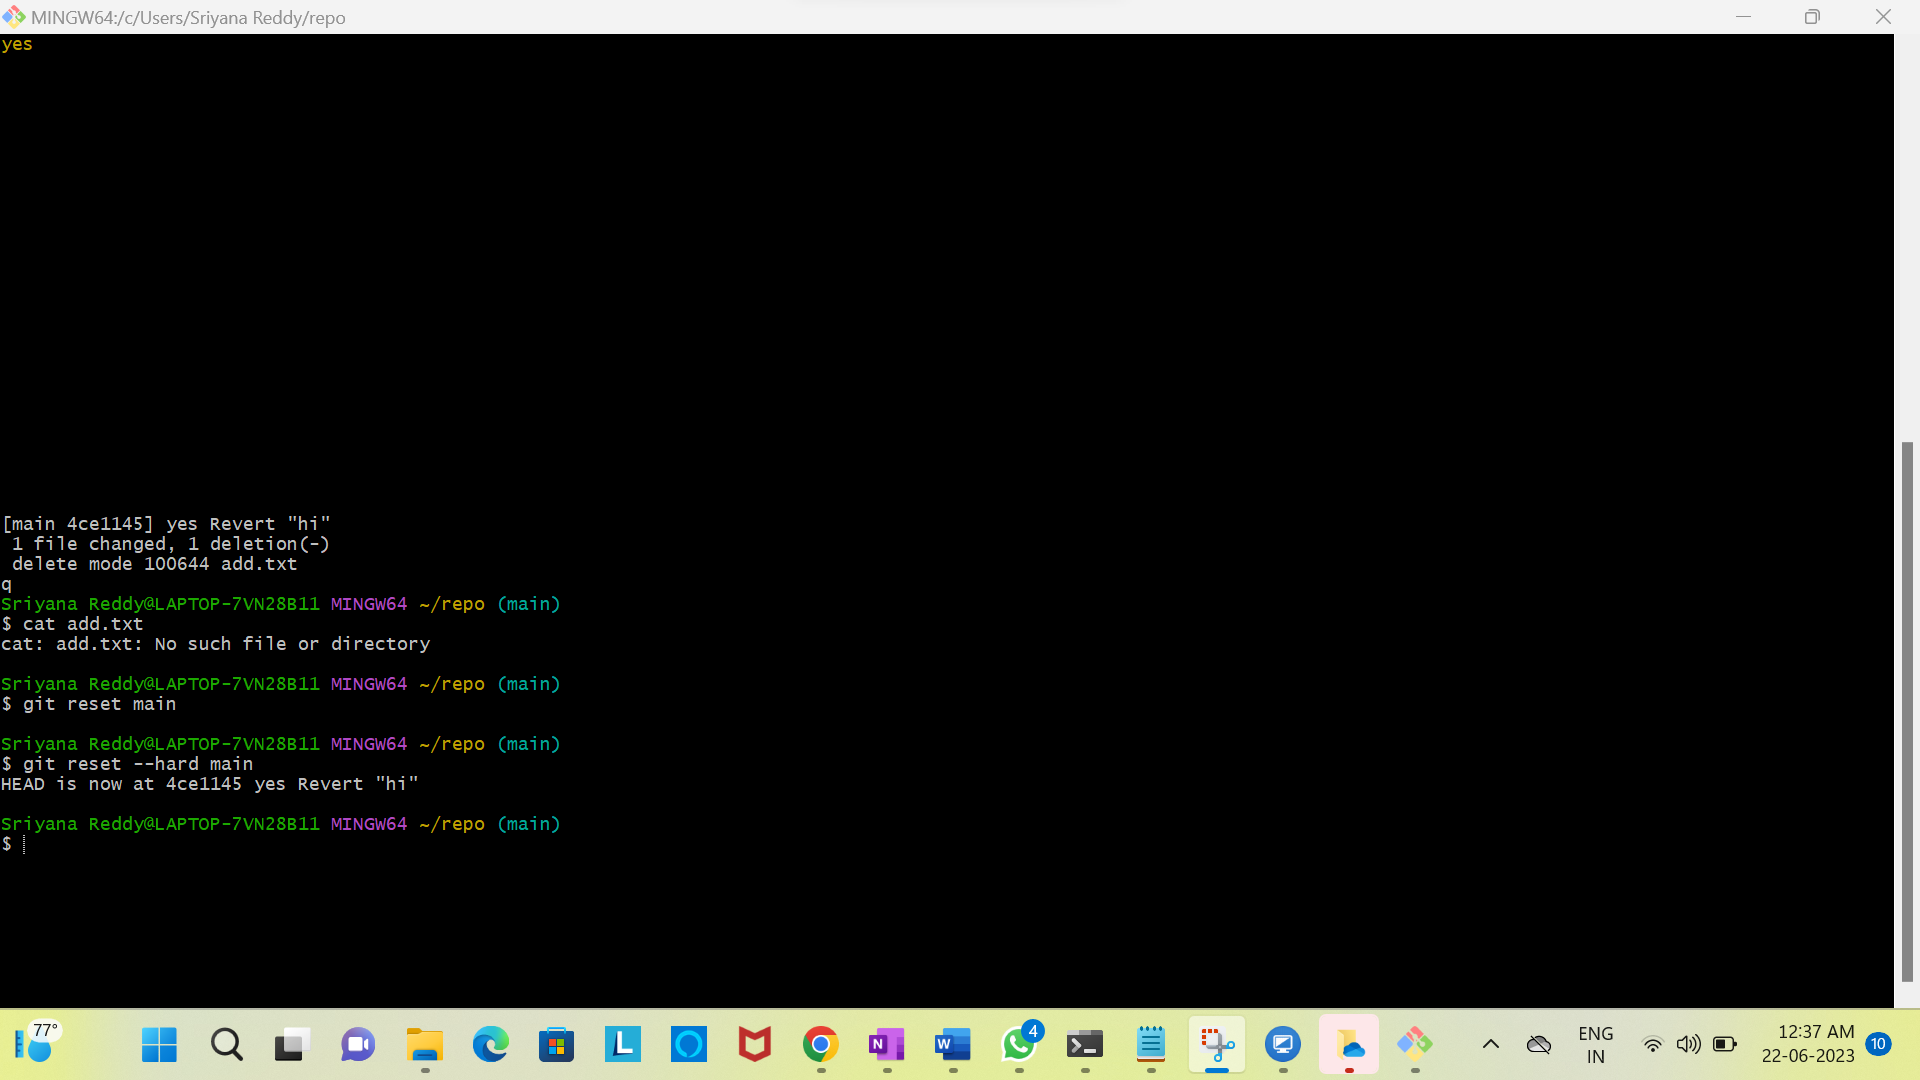 MINGW64:/c/Users/Sriyana Reddy/repo
yes
[main 4ce1145] yes Revert "hi"
 1 file changed, 1 deletion(-)
 delete mode 100644 add.txt
q
Sriyana Reddy@LAPTOP-7VN28B11 MINGW64 ~/repo (main)
$ cat add.txt
cat: add.txt: No such file or directory
Sriyana Reddy@LAPTOP-7VN28B11 MINGW64 ~/repo (main)
$ git reset main
Sriyana Reddy@LAPTOP-7VN28B11 MINGW64 ~/repo (main)
$ git reset --hard main
HEAD is now at 4ce1145 yes Revert "hi"
Sriyana Reddy@LAPTOP-7VN28B11 MINGW64 ~/repo (main)
$
77°
L
N
W
4
ENG
IN
12:37 AM
22-06-2023
10